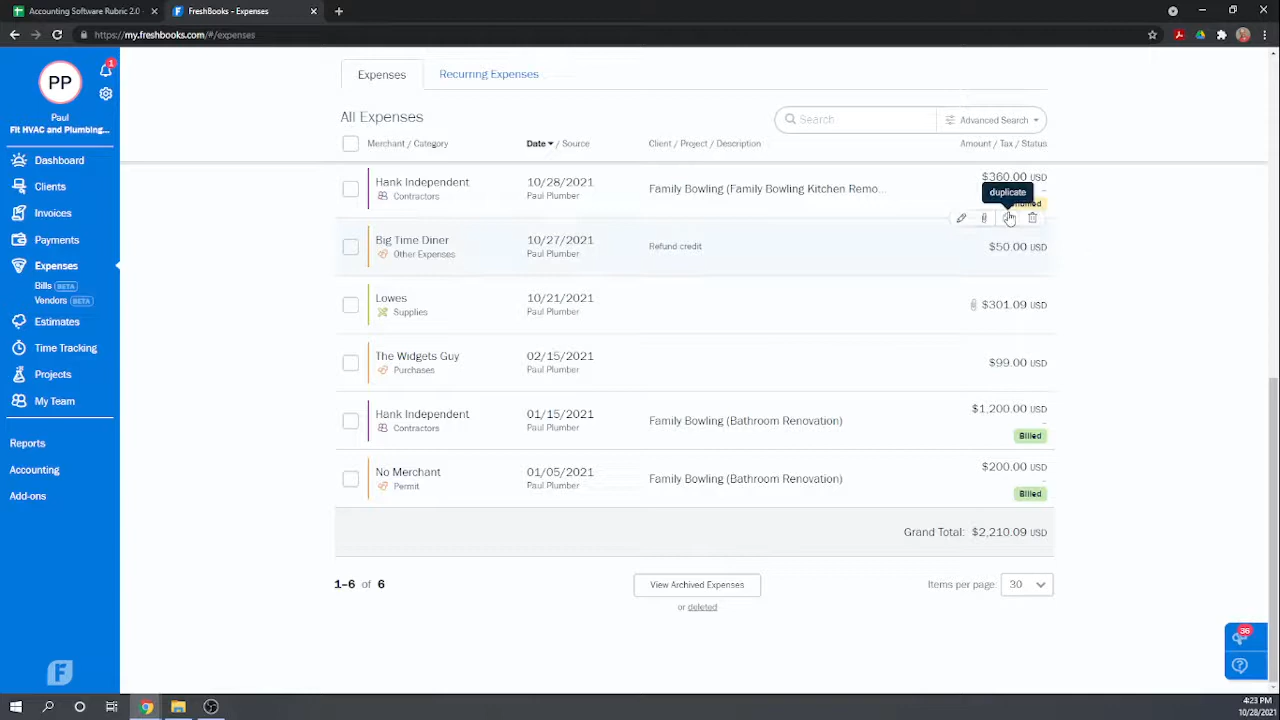 Accounting Software Rubric 2.0
FreshBooks - Expenses
https://my.freshbooks.com/#/expenses
PP
1
Paul
Fit HVAC and Plumbing...
Dashboard
Clients
Invoices
Payments
Expenses
Bills BETA
Vendors BETA
Estimates
Time Tracking
Projects
My Team
Reports
Accounting
Add-ons
Expenses Recurring Expenses
All Expenses
Search
Advanced Search
Merchant / Category Date / Source Client / Project / Description Amount / Tax / Status
Hank Independent 10/28/2021 Family Bowling (Family Bowling Kitchen Remo... $360.00 USD
Contractors Paul Plumber
–
duplicate
Big Time Diner 10/27/2021 Refund credit $50.00 USD
Other Expenses Paul Plumber
Lowes 10/21/2021 $301.09 USD
Supplies Paul Plumber
The Widgets Guy 02/15/2021 $99.00 USD
Purchases Paul Plumber
Hank Independent 01/15/2021 Family Bowling (Bathroom Renovation) $1,200.00 USD
Contractors Paul Plumber
–
Billed
No Merchant 01/05/2021 Family Bowling (Bathroom Renovation) $200.00 USD
Permit Paul Plumber
–
Billed
Grand Total: $2,210.09 USD
1–6 of 6
View Archived Expenses
Items per page: 30
or deleted
36
4:23 PM
10/28/2021